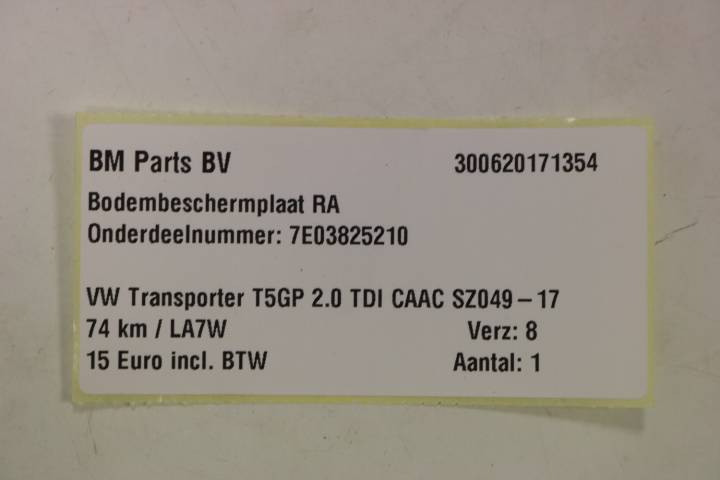 BM Parts BV 300620171354
Bodembeschermplaat RA
Onderdeelnummer: 7E03825210
VW Transporter T5GP 2.0 TDI CAAC SZ049-17
74 km / LA7W Verz: 8
15 Euro incl. BTW Aantal: 1